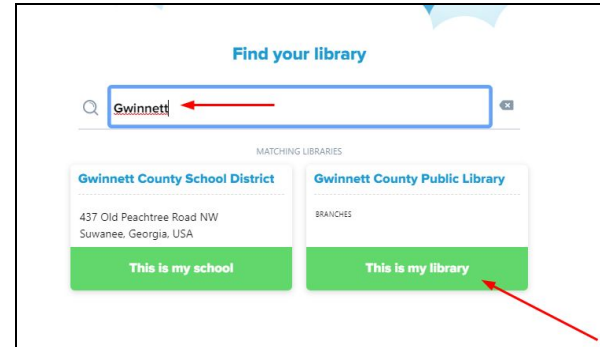 Find your library
Gwinnett
MATCHING LIBRARIES
Gwinnett County School District
437 Old Peachtree Road NW
Suwanee, Georgia, USA
This is my school
Gwinnett County Public Library
BRANCHES
This is my library